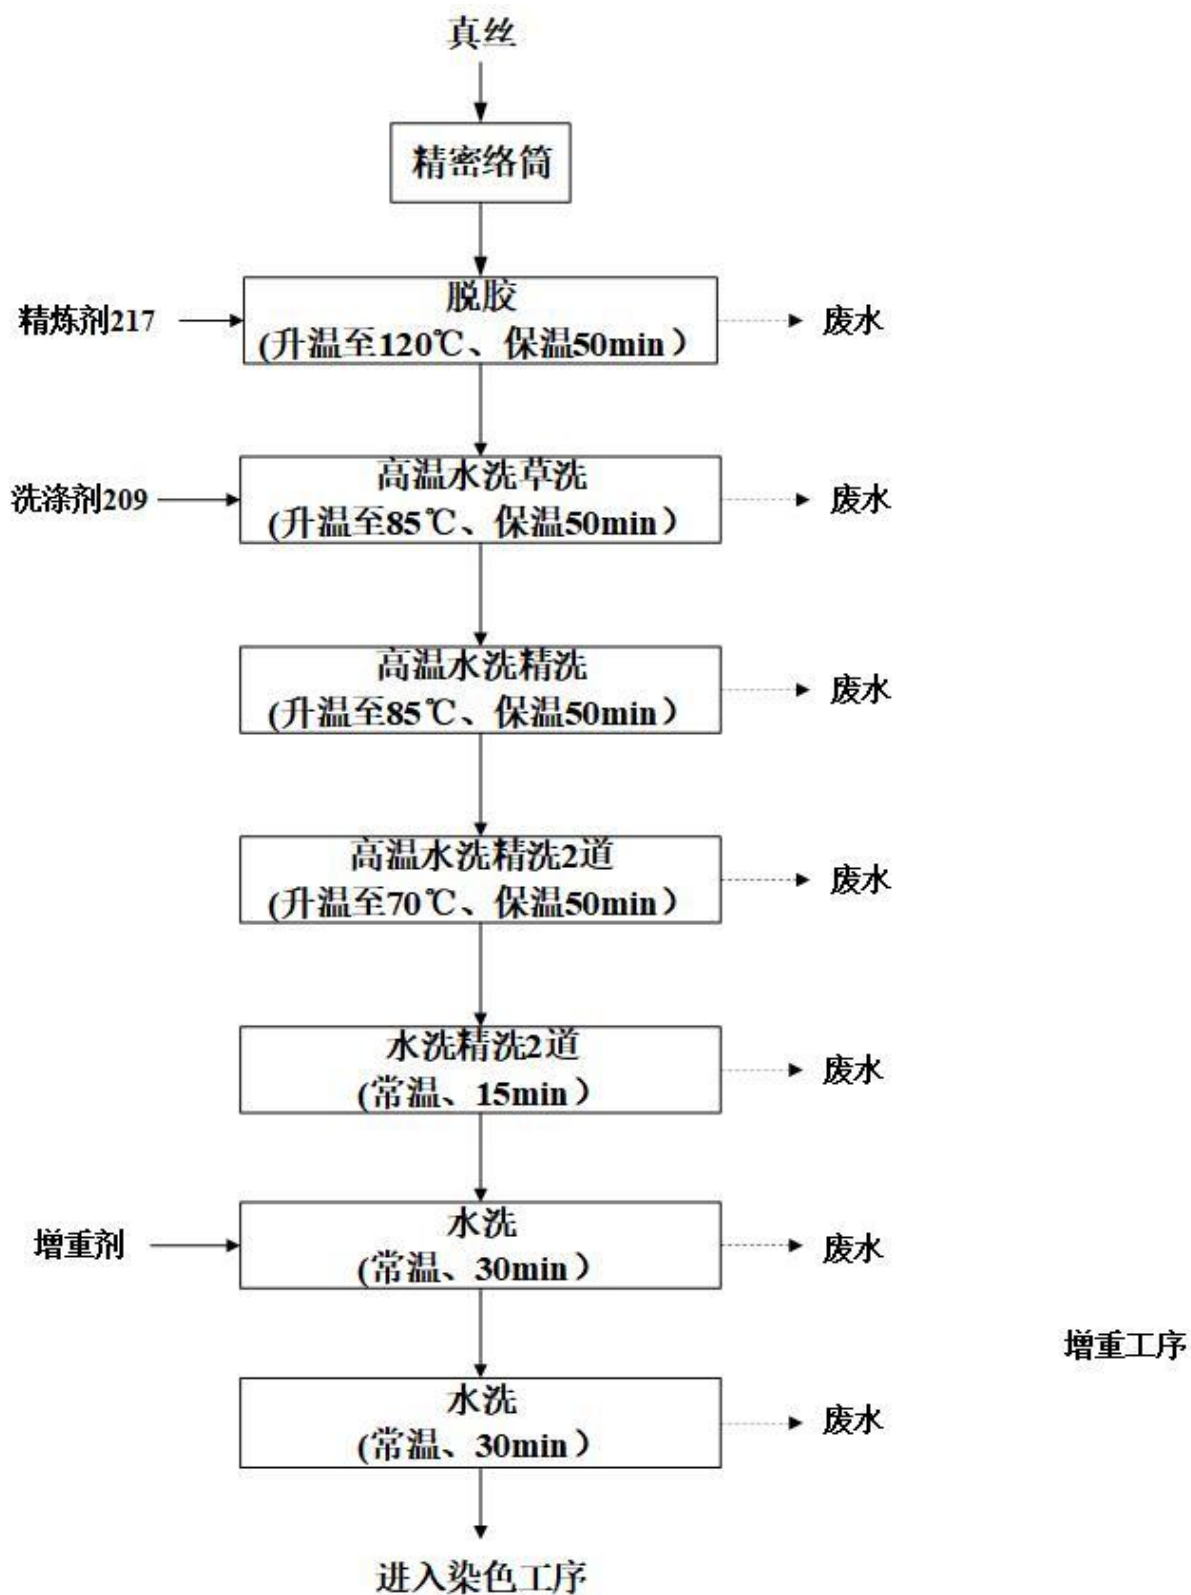 真丝
精密络筒
精炼剂217
脱胶
(升温至120℃、保温50min）
废水
洗涤剂209
高温水洗草洗
(升温至85℃、保温50min）
废水
高温水洗精洗
(升温至85℃、保温50min）
废水
高温水洗精洗2道
(升温至70℃、保温50min）
废水
水洗精洗2道
(常温、15min）
废水
增重剂
水洗
(常温、30min）
废水
增重工序
水洗
(常温、30min）
废水
进入染色工序